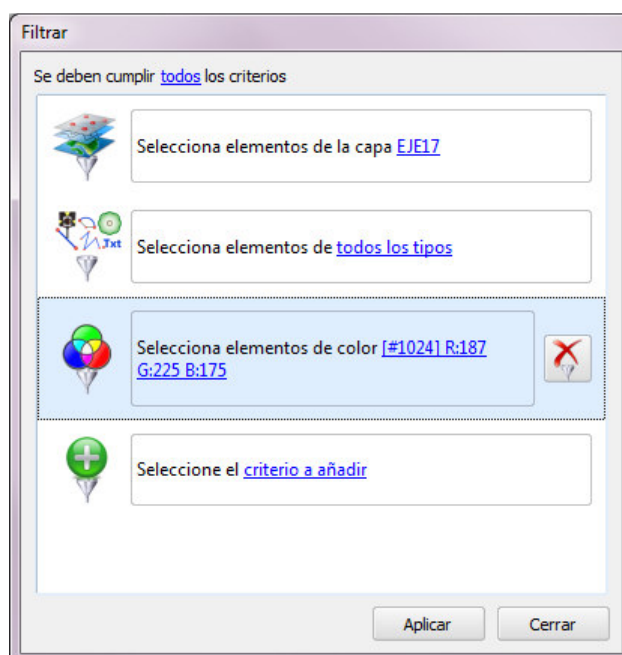 Filtrar
Se deben cumplir todos los criterios
Selecciona elementos de la capa EJE17
Txt
Selecciona elementos de todos los tipos
Selecciona elementos de color [#1024] R:187
G:225 B:175
Seleccione el criterio a añadir
Aplicar Cerrar